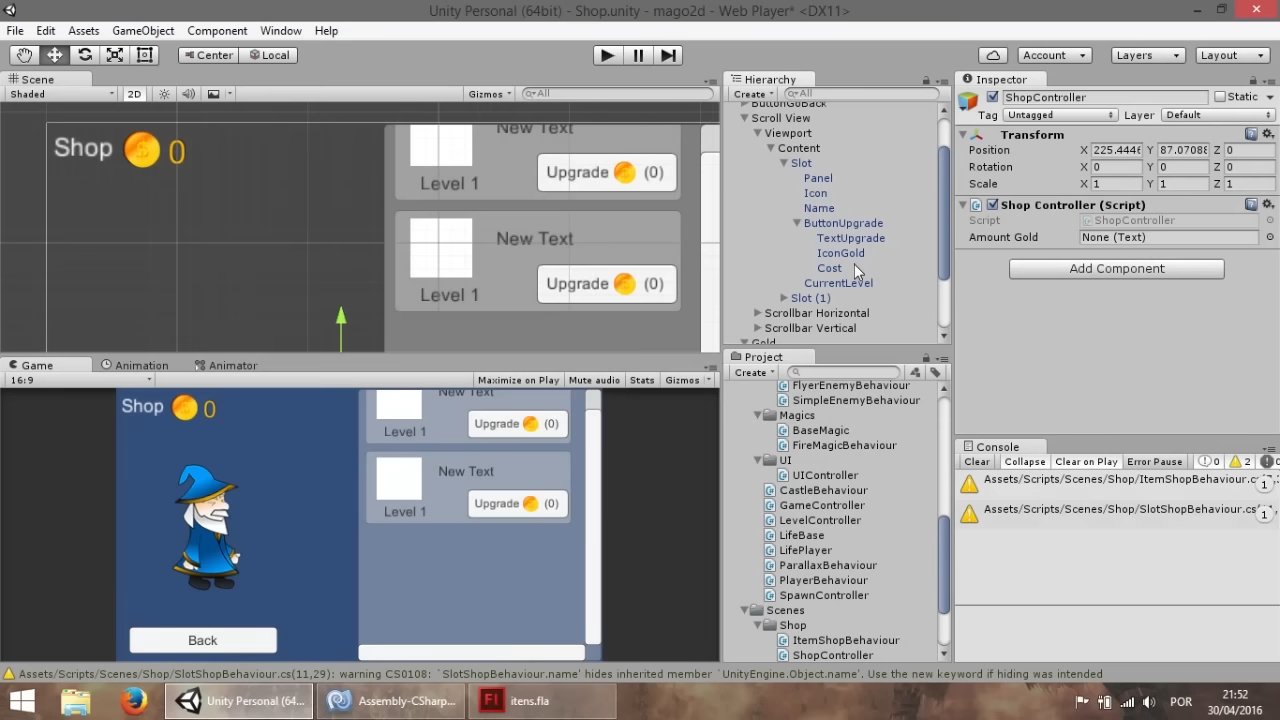 Unity Personal (64bit) - Shop.unity - mago2d - Web Player* <DX11>
File Edit Assets GameObject Component Window Help
Center Local
Account Layers Layout
Scene
Shaded 2D Gizmos All
Shop 0
New Text
Upgrade (0)
Level 1
New Text
Upgrade (0)
Level 1
Game Animation Animator
16:9 Maximize on Play Mute audio Stats Gizmos
Shop 0
New Text
Upgrade (0)
Level 1
New Text
Upgrade (0)
Level 1
Back
Hierarchy
Create All
ButtonGoBack
Scroll View
Viewport
Content
Slot
Panel
Icon
Name
ButtonUpgrade
TextUpgrade
IconGold
Cost
CurrentLevel
Slot (1)
Scrollbar Horizontal
Scrollbar Vertical
Gold
Project
Create
FlyerEnemyBehaviour
SimpleEnemyBehaviour
Magics
BaseMagic
FireMagicBehaviour
UI
UIController
CastleBehaviour
GameController
LevelController
LifeBase
LifePlayer
ParallaxBehaviour
PlayerBehaviour
SpawnController
Scenes
Shop
ItemShopBehaviour
ShopController
Inspector
ShopController Static
Tag Untagged Layer Default
Transform
Position X 225.444 Y 87.0708 Z 0
Rotation X 0 Y 0 Z 0
Scale X 1 Y 1 Z 1
Shop Controller (Script)
Script ShopController
Amount Gold None (Text)
Add Component
Console
Clear Collapse Clear on Play Error Pause 0 2 0
Assets/Scripts/Scenes/Shop/ItemShopBehaviour.c 1
Assets/Scripts/Scenes/Shop/SlotShopBehaviour.cs 1
Assets/Scripts/Scenes/Shop/SlotShopBehaviour.cs(11,29): warning CS0108: `SlotShopBehaviour.name' hides inherited member `UnityEngine.Object.name'. Use the new keyword if hiding was intended
Unity Personal (64... Assembly-CSharp... Fl itens.fla
POR 21:52
30/04/2016